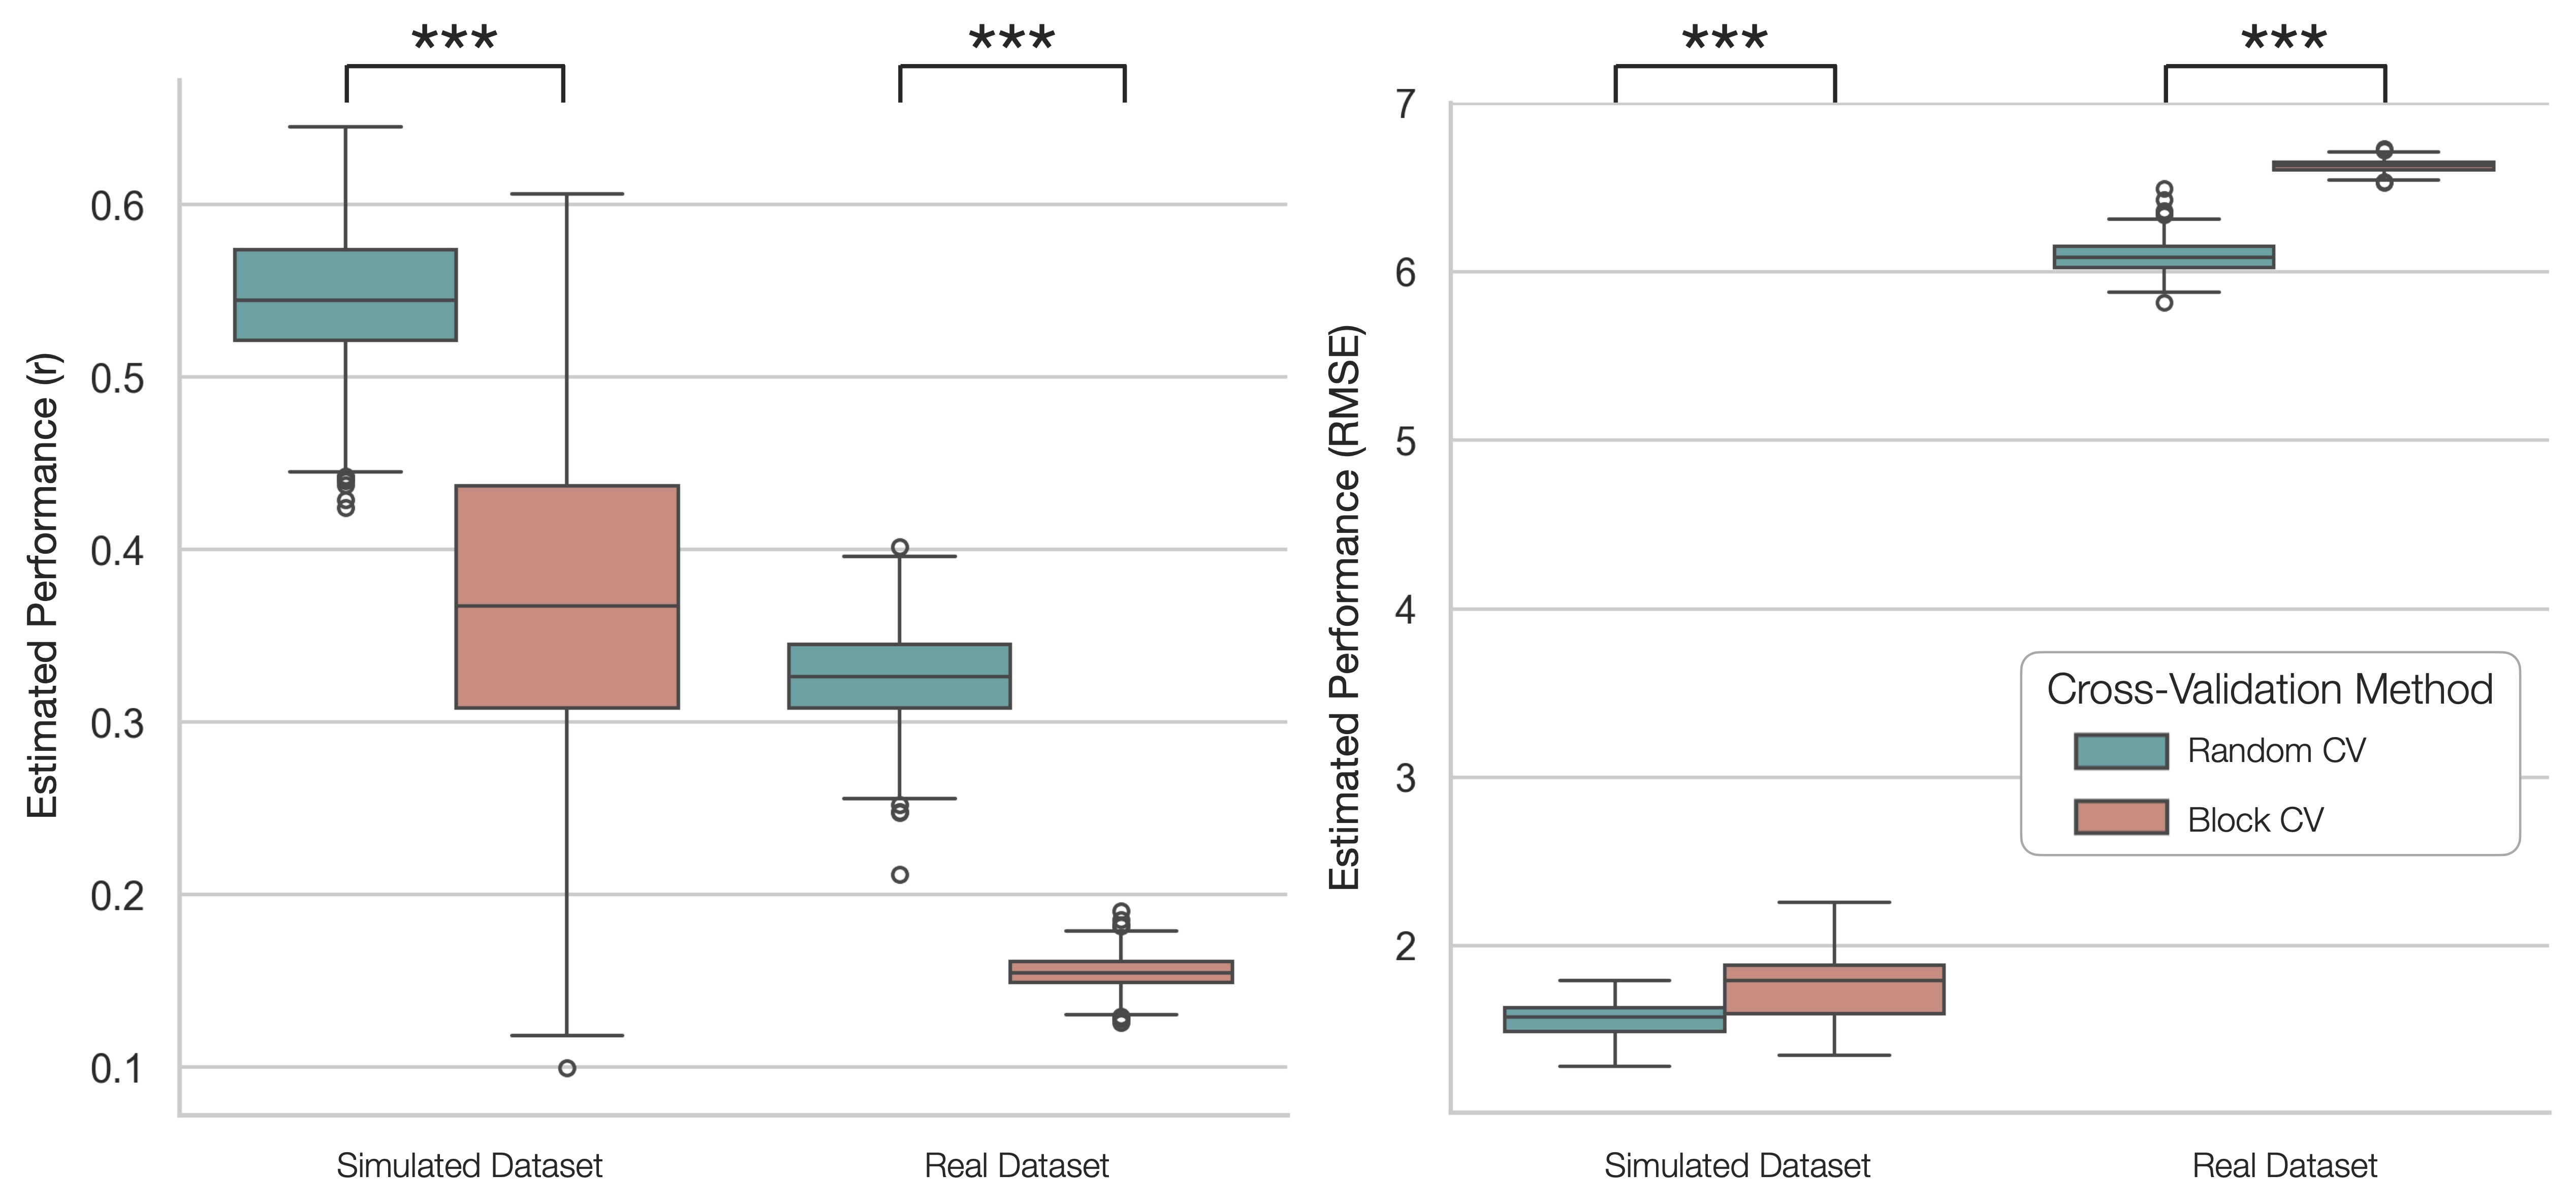 ***
***
Estimated Performance (r)
0.6
0.5
0.4
0.3
0.2
0.1
Simulated Dataset
Real Dataset
***
***
Estimated Performance (RMSE)
7
6
5
4
3
2
Cross-Validation Method
Random CV
Block CV
Simulated Dataset
Real Dataset